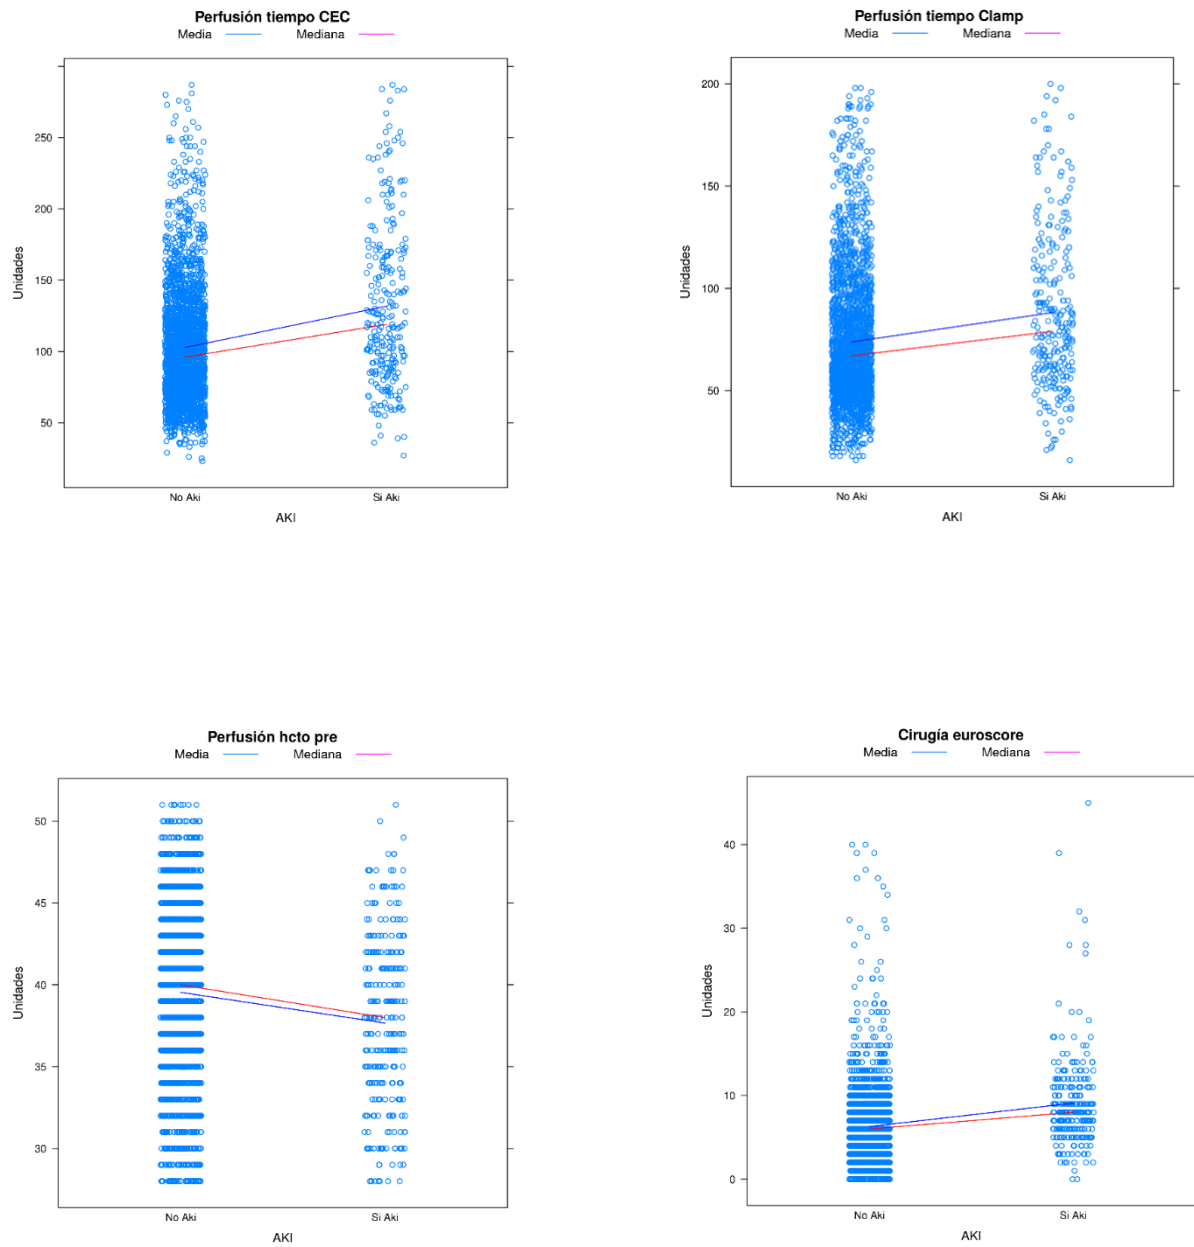 Perfusión tiempo CEC
Media Mediana
250
200
150
100
50
Unidades
No Aki Si Aki
AKI
Perfusión tiempo Clamp
Media Mediana
200
150
100
50
Unidades
No Aki Si Aki
AKI
Perfusión hcto pre
Media Mediana
50
45
40
35
30
Unidades
No Aki Si Aki
AKI
Cirugía euroscore
Media Mediana
40
30
20
10
0
Unidades
No Aki Si Aki
AKI